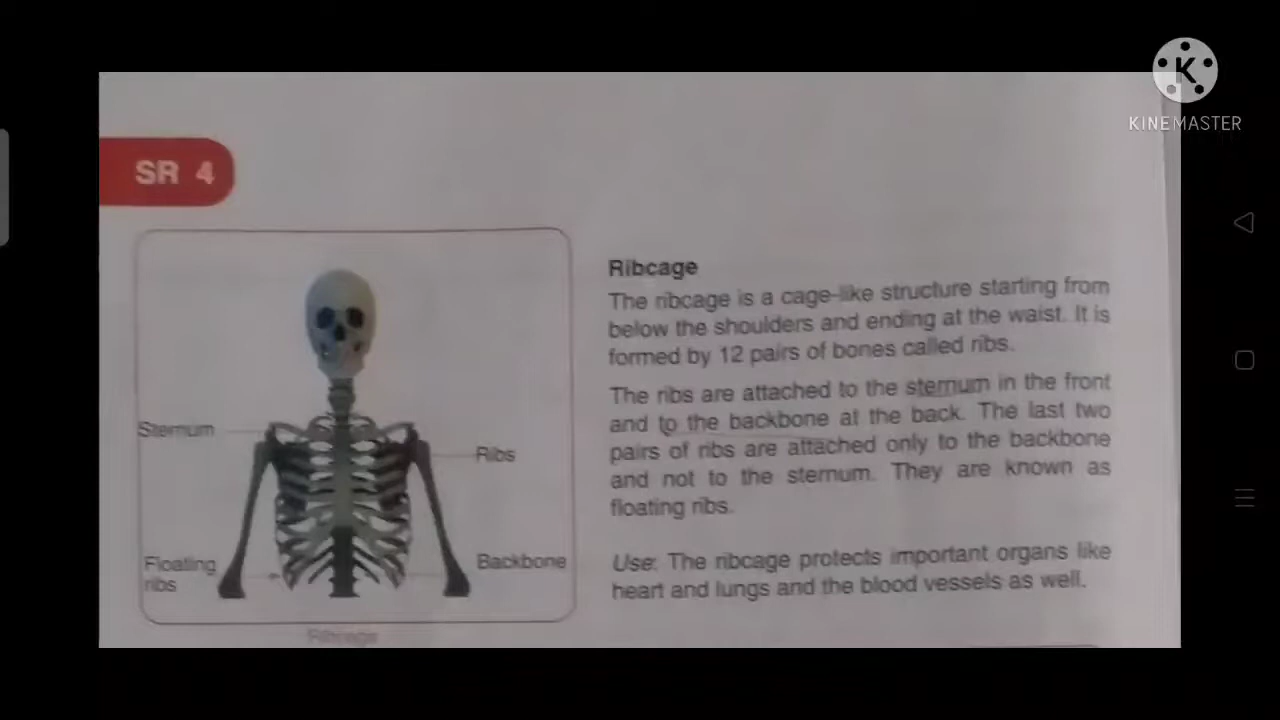 KINEMASTER
SR 4
Sternum
Ribs
Floating
ribs
Backbone
Ribcage
Ribcage
The ribcage is a cage-like structure starting from
below the shoulders and ending at the waist. It is
formed by 12 pairs of bones called ribs.
The ribs are attached to the sternum in the front
and to the backbone at the back. The last two
pairs of ribs are attached only to the backbone
and not to the sternum. They are known as
floating ribs.
Use: The ribcage protects important organs like
heart and lungs and the blood vessels as well.